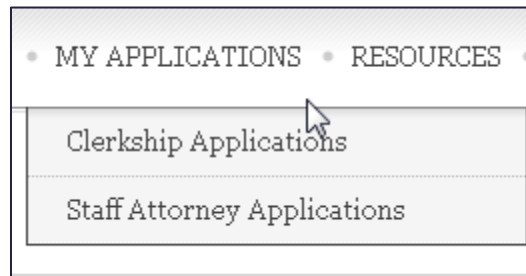 MY APPLICATIONS RESOURCES
Clerkship Applications
Staff Attorney Applications